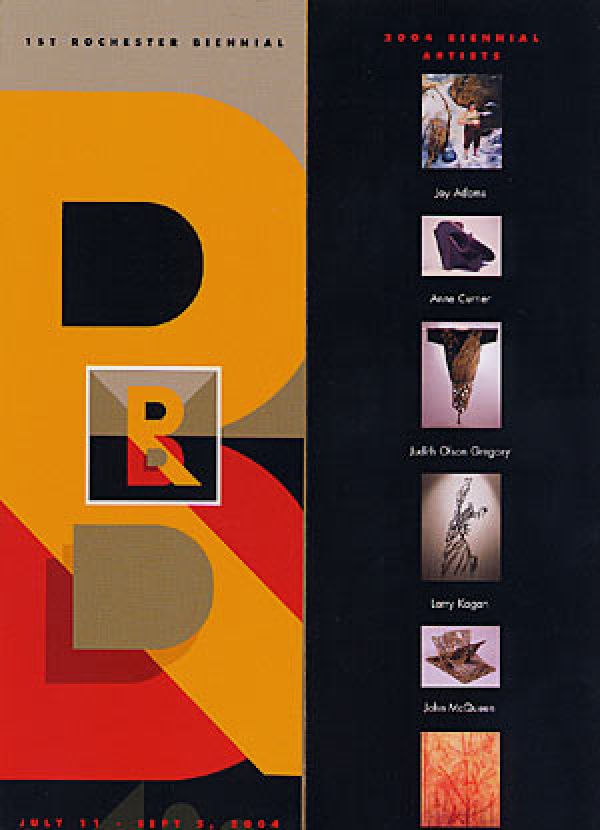 1ST ROCHESTER BIENNIAL
JULY 11 - SEPT 5, 2004
2004 BIENNIAL
ARTISTS
Joy Adams
Anne Currier
Judith Olson Gregory
Larry Kagan
John McQueen